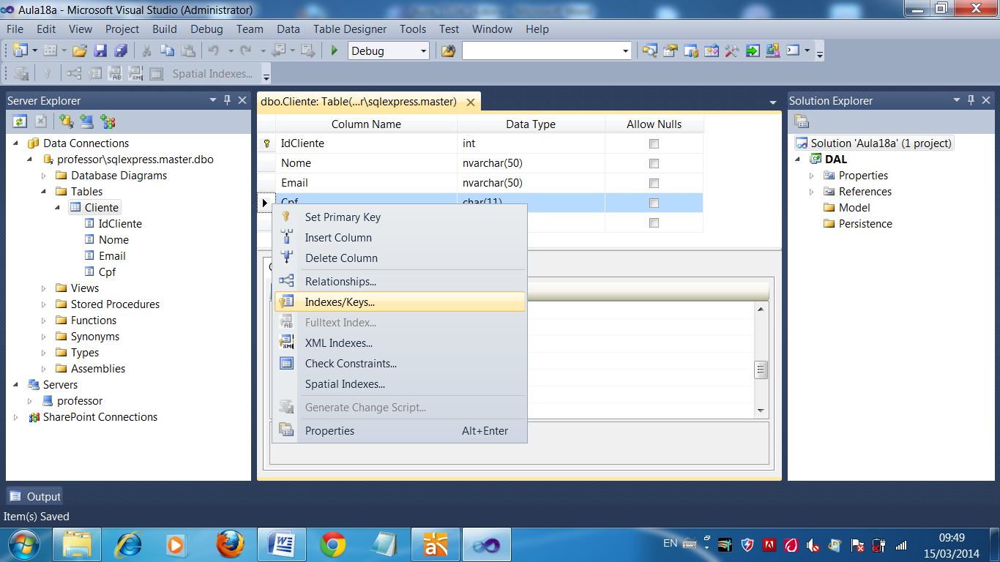 Aula18a - Microsoft Visual Studio (Administrator)
File Edit View Project Build Debug Team Data Table Designer Tools Test Window Help
Debug
Spatial Indexes...
Server Explorer
Data Connections
professor\sqlexpress.master.dbo
Database Diagrams
Tables
Cliente
IdCliente
Nome
Email
Cpf
Views
Stored Procedures
Functions
Synonyms
Types
Assemblies
Servers
professor
SharePoint Connections
dbo.Cliente: Table(...r\sqlexpress.master)
Column Name Data Type Allow Nulls
IdCliente int
Nome nvarchar(50)
Email nvarchar(50)
Cpf char(11)
Set Primary Key
Insert Column
Delete Column
Relationships...
Indexes/Keys...
Fulltext Index...
XML Indexes...
Check Constraints...
Spatial Indexes...
Generate Change Script...
Properties Alt+Enter
Solution Explorer
Solution 'Aula18a' (1 project)
DAL
Properties
References
Model
Persistence
Output
Item(s) Saved
EN
09:49
15/03/2014